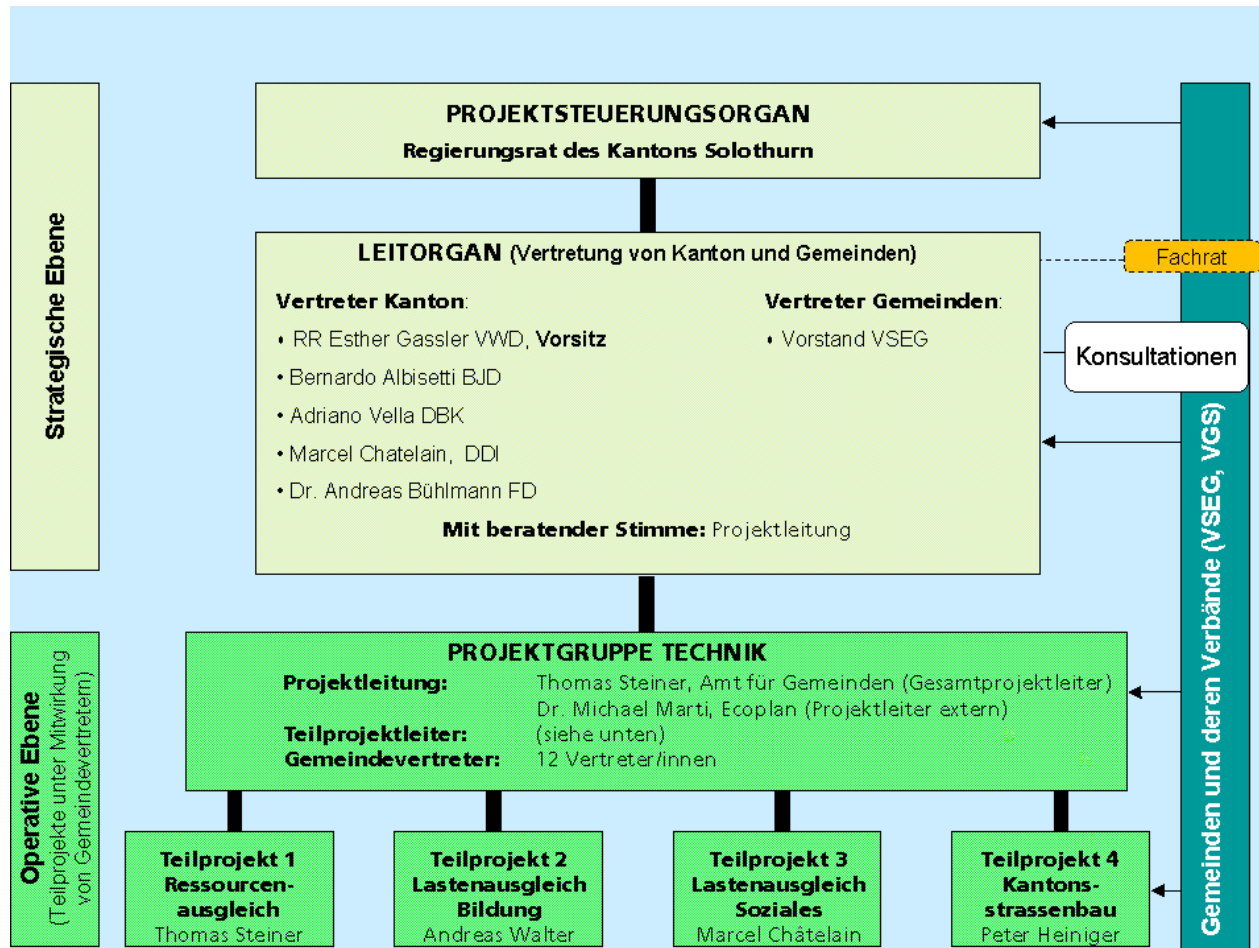 PROJEKTSTEUERUNGSORGAN
Regierungsrat des Kantons Solothurn
Strategische Ebene
LEITORGAN (Vertretung von Kanton und Gemeinden)
Fachrat
Vertreter Kanton:
Vertreter Gemeinden:
• RR Esther Gassler VWD, Vorsitz
• Vorstand VSEG
Konsultationen
• Bernardo Albisetti BJD
• Adriano Vella DBK
• Marcel Chatelain, DDI
• Dr. Andreas Bühlmann FD
Mit beratender Stimme: Projektleitung
Gemeinden und deren Verbände (VSEG, VGS)
Operative Ebene
(Teilprojekte unter Mitwirkung
von Gemeindevertretern)
PROJEKTGRUPPE TECHNIK
Projektleitung: Thomas Steiner, Amt für Gemeinden (Gesamtprojektleiter)
Dr. Michael Marti, Ecoplan (Projektleiter extern)
Teilprojektleiter: (siehe unten)
Gemeindevertreter: 12 Vertreter/innen
Teilprojekt 1
Ressourcen-
ausgleich
Thomas Steiner
Teilprojekt 2
Lastenausgleich
Bildung
Andreas Walter
Teilprojekt 3
Lastenausgleich
Soziales
Marcel Châtelain
Teilprojekt 4
Kantons-
strassenbau
Peter Heiniger